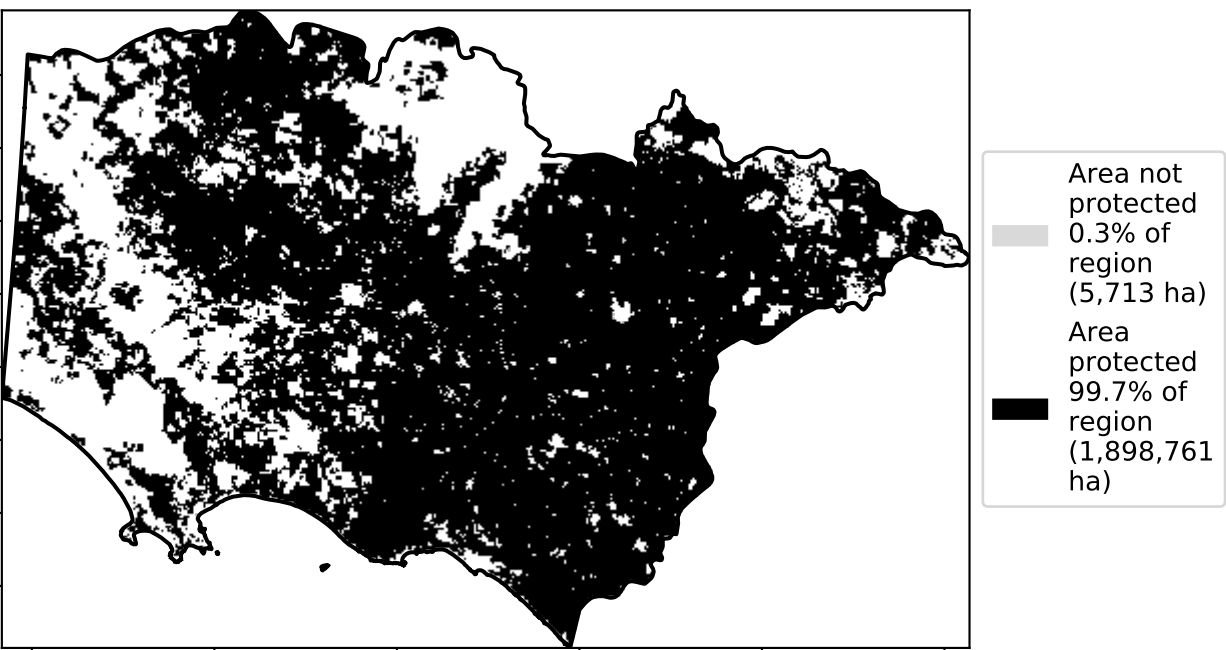 Area not
protected
0.3% of
region
(5,713 ha)
Area
protected
99.7% of
region
(1,898,761
ha)